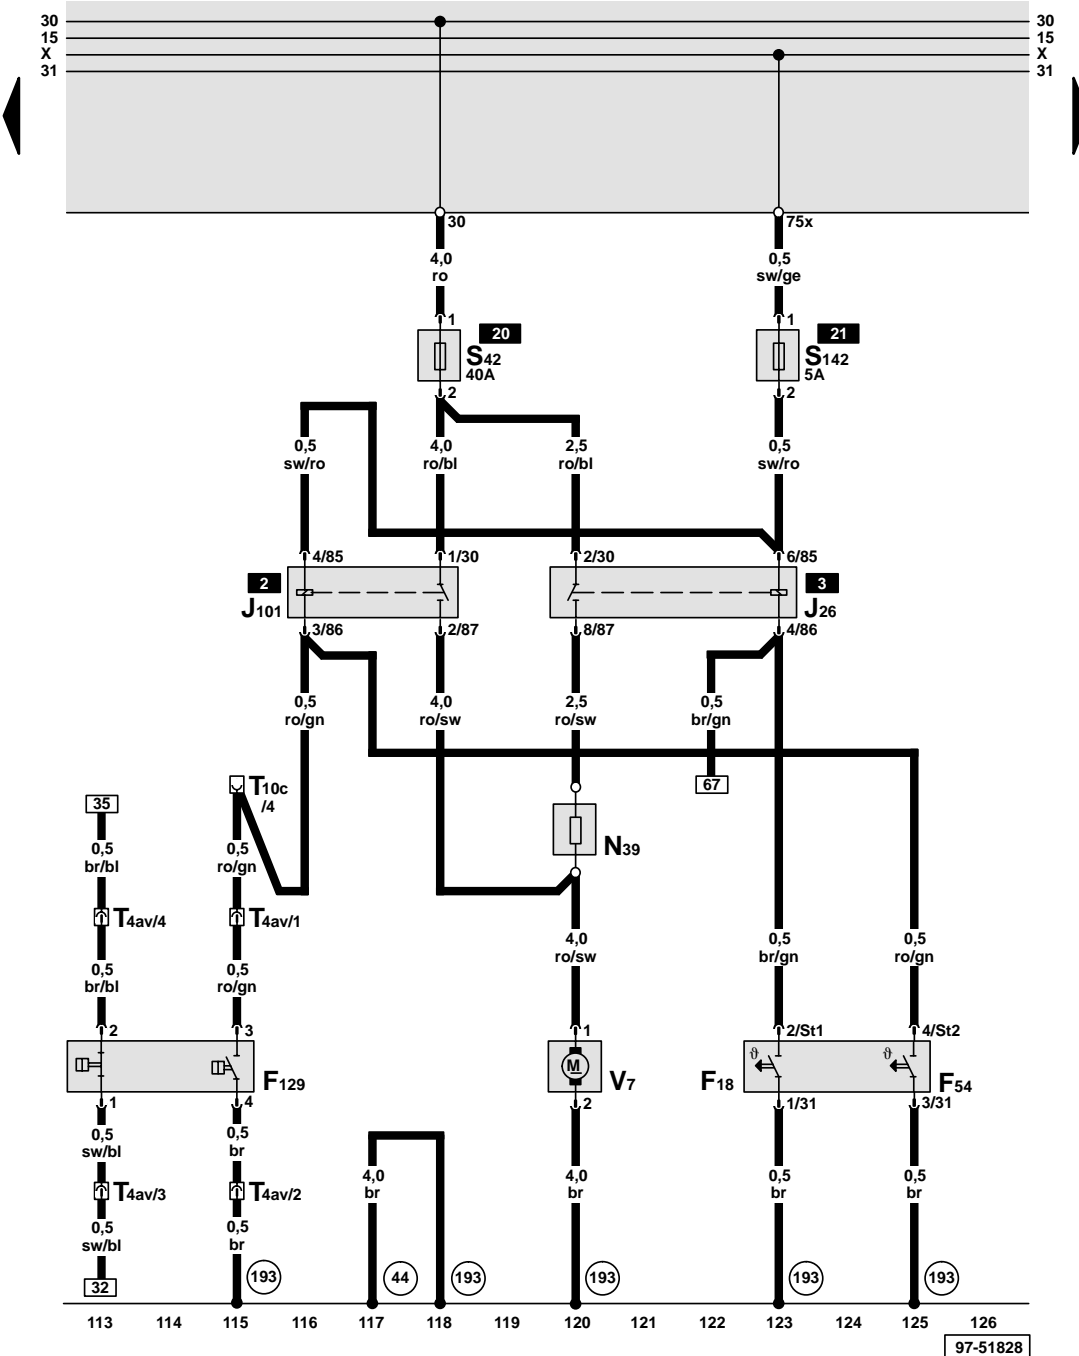 30 30
15 15
X X
31 31
30 75x
4,0 0,5
ro sw/ge
1 1
20 21
S42 S142
40A 5A
2 2
0,5 4,0 2,5 0,5
sw/ro ro/bl ro/bl sw/ro
4/85 1/30 2/30 6/85
2 3
J101 J26
3/86 2/87 8/87 4/86
0,5 4,0 2,5 0,5
ro/gn ro/sw ro/sw br/gn
T10c 67
/4
35
N39
0,5 0,5
br/bl ro/gn
T4av/4 T4av/1
4,0 0,5 0,5
ro/sw br/gn ro/gn
0,5 0,5
br/bl ro/gn
2 3 1 2/St1 4/St2
ϑ ϑ
M
F129 V7 F18 F54
1 4 2 1/31 3/31
0,5 0,5
sw/bl br
4,0 4,0 0,5 0,5
br br br br
T4av/3 T4av/2
0,5 0,5
sw/bl br
193 44 193 193 193 193
32
113 114 115 116 117 118 119 120 121 122 123 124 125 126
97-51828